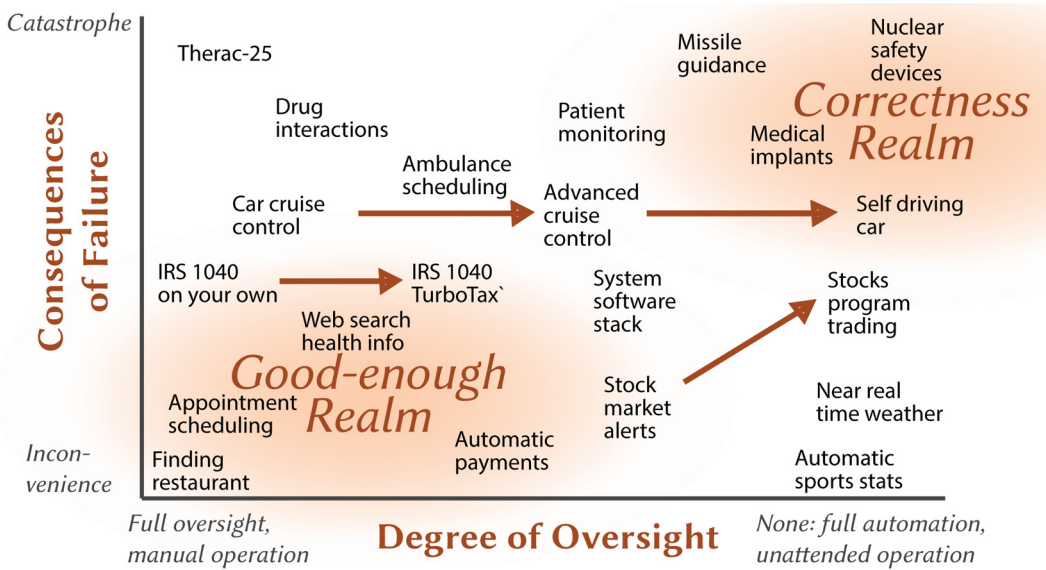 Catastrophe
Consequences
of Failure
Incon-
venience
Therac-25
Drug
interactions
Ambulance
scheduling
Car cruise
control
Missile
guidance
Nuclear
safety
devices
Correctness
Realm
Patient
monitoring
Medical
implants
Advanced
cruise
control
Self driving
car
IRS 1040
on your own
IRS 1040
TurboTax`
Web search
health info
Good-enough
Realm
Appointment
scheduling
Finding
restaurant
Automatic
payments
System
software
stack
Stocks
program
trading
Stock
market
alerts
Near real
time weather
Automatic
sports stats
Full oversight,
manual operation
Degree of Oversight
None: full automation,
unattended operation